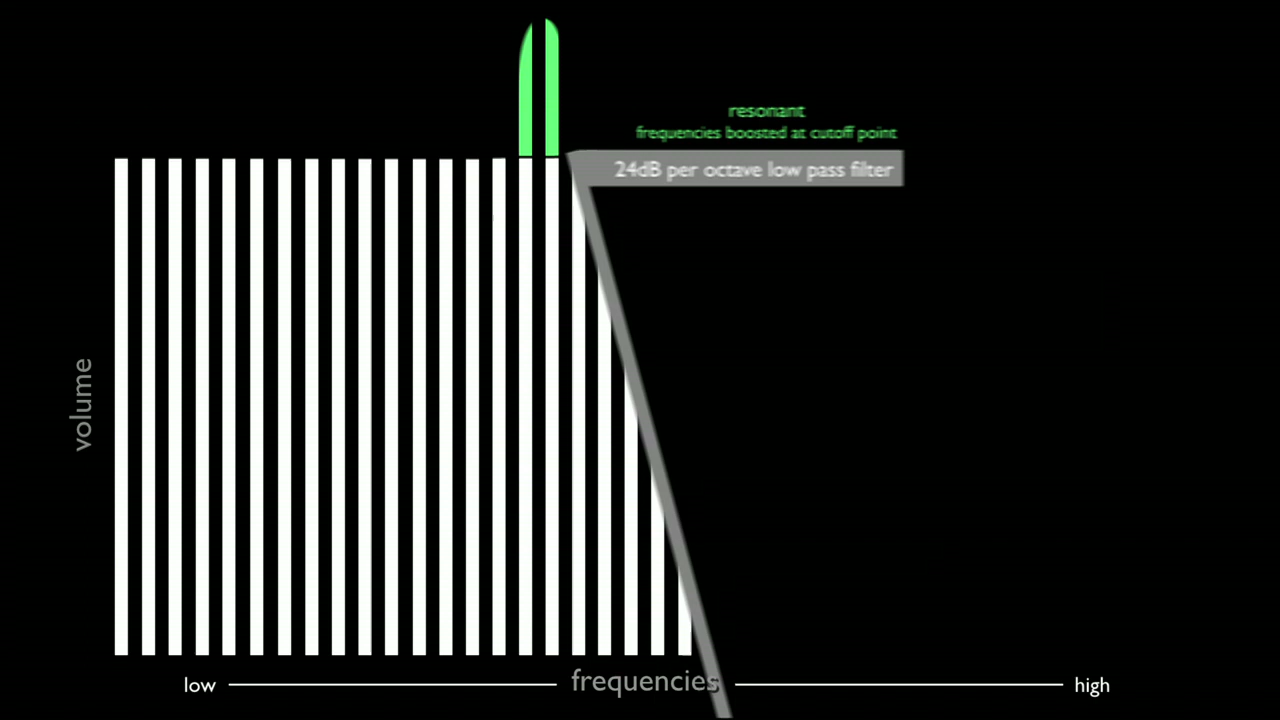 resonant
frequencies boosted at cutoff point
24dB per octave low pass filter
volume
low
frequencies
high